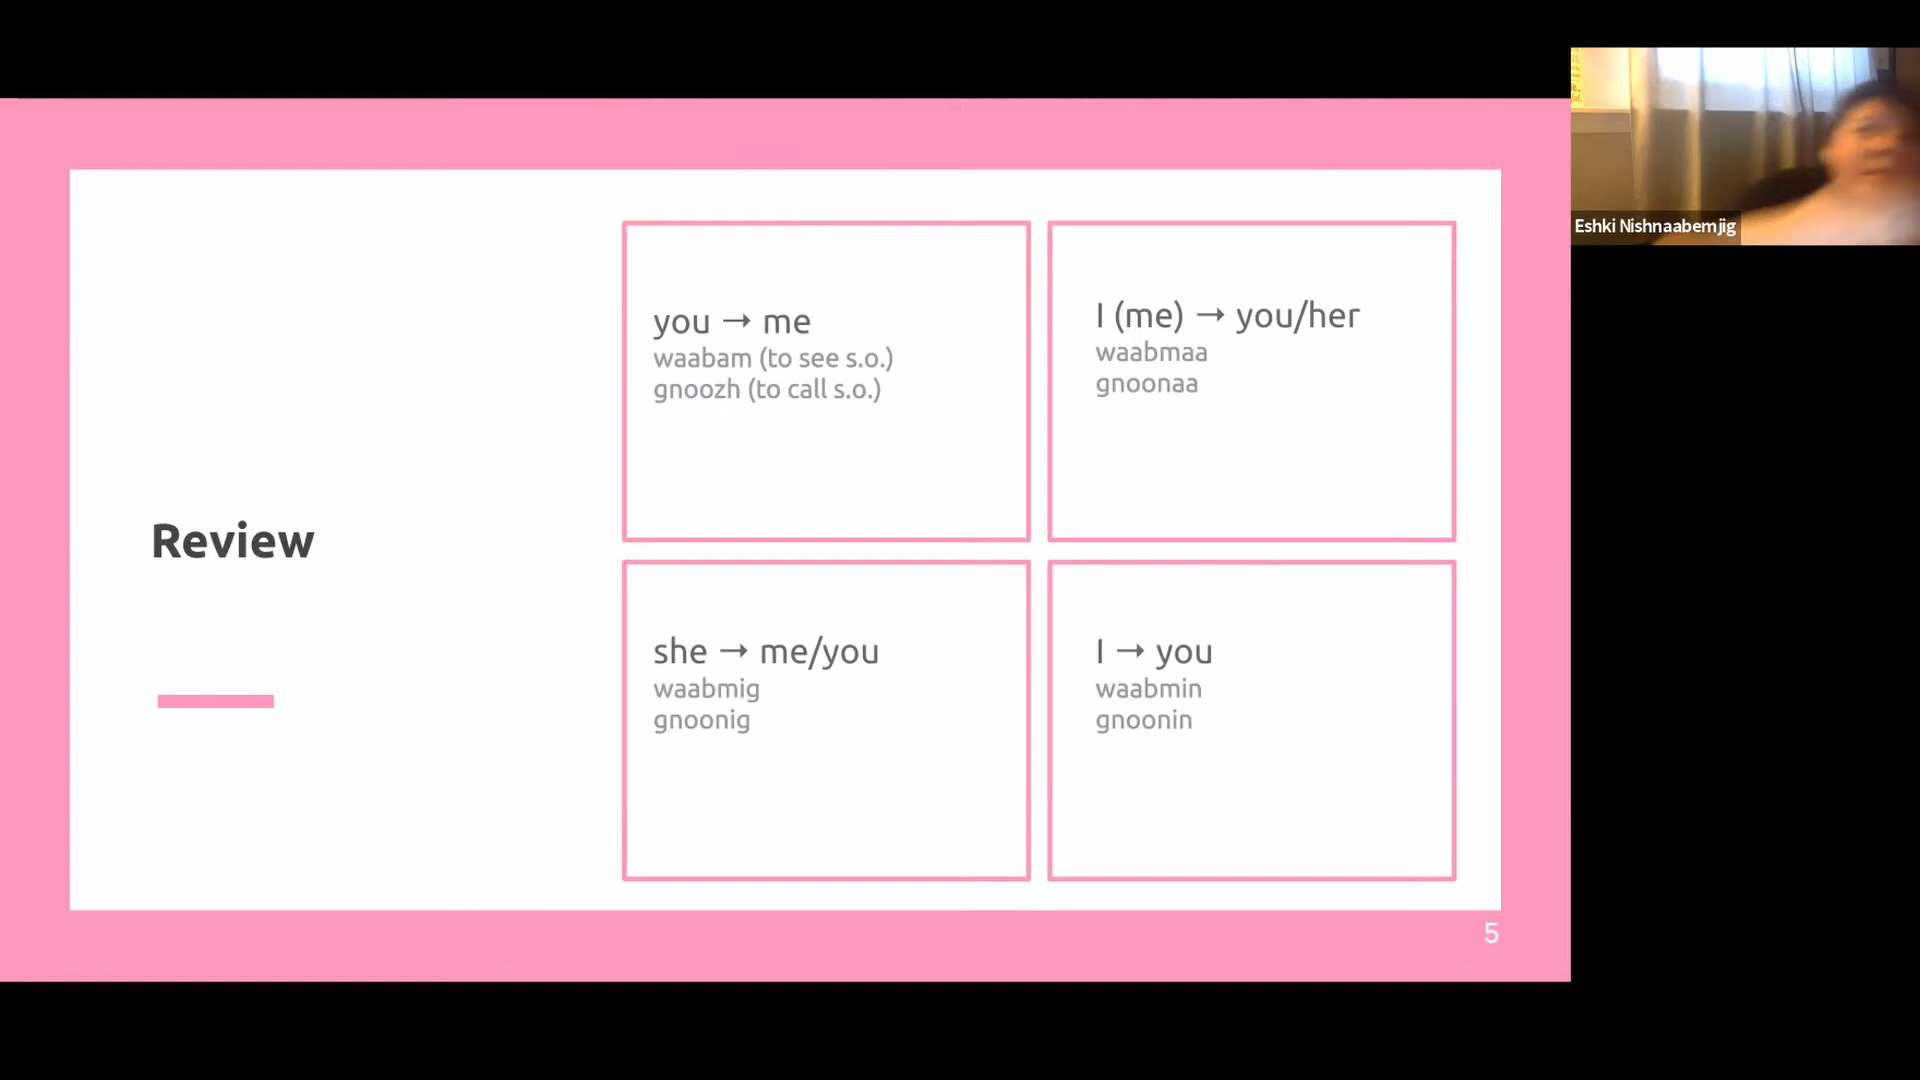 Review
you → me
waabam (to see s.o.)
gnoozh (to call s.o.)
I (me) → you/her
waabmaa
gnoonaa
she → me/you
waabmig
gnoonig
I → you
waabmin
gnoonin
5
Eshki Nishnaabemjig